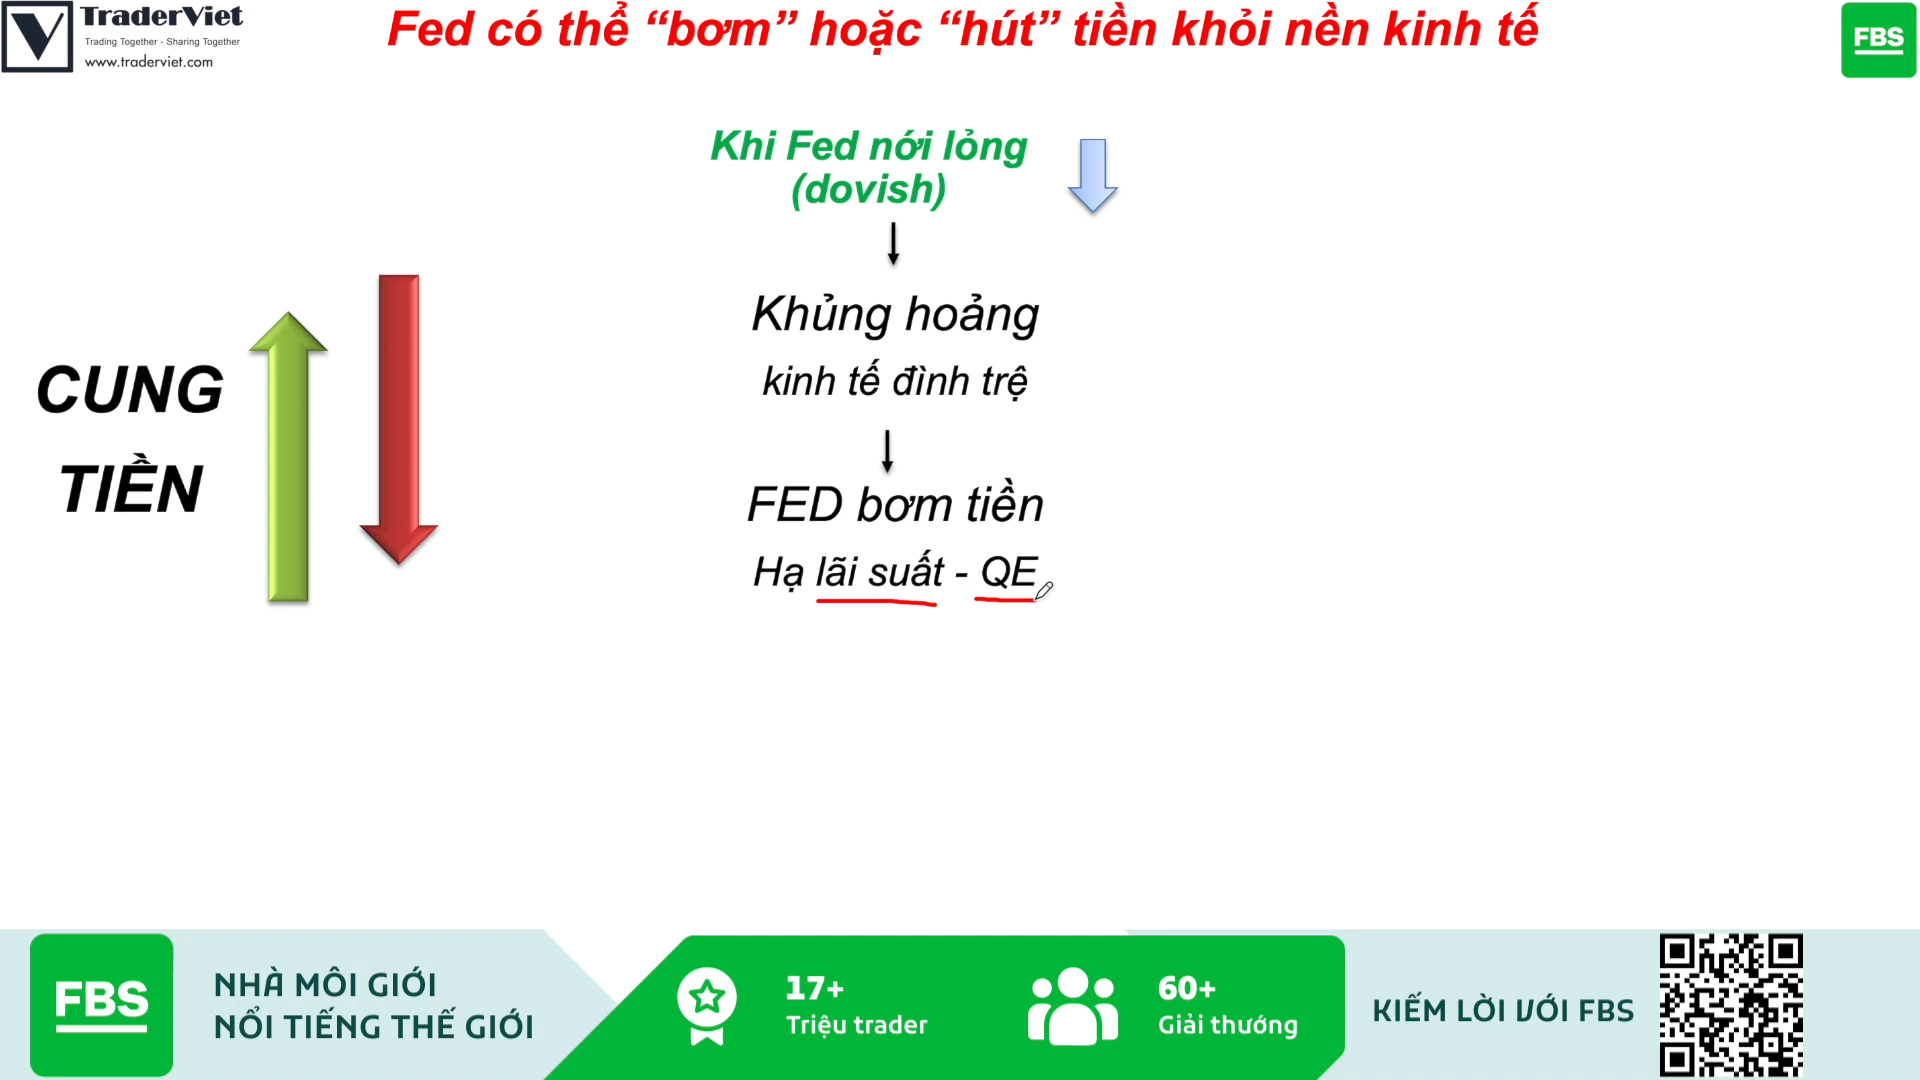 TraderViet
Trading Together - Sharing Together
www.traderviet.com
Fed có thể “bơm” hoặc “hút” tiền khỏi nền kinh tế
FBS
Khi Fed nới lỏng
(dovish)
Khủng hoảng
kinh tế đình trệ
CUNG
TIỀN
FED bơm tiền
Hạ lãi suất - QE
FBS
NHÀ MÔI GIỚI
NỔI TIẾNG THẾ GIỚI
17+
Triệu trader
60+
Giải thưởng
KIẾM LỜI VỚI FBS